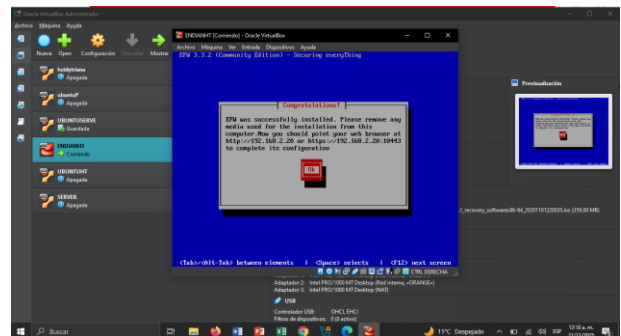 Oracle VirtualBox Administrador
Archivo Máquina Ayuda
Nueva Open Configuración Descartar Mostrar
heidytriana
Apagada
ubuntuP
Apagada
UBUNTUSERVE
Guardada
ENDIANHT
Corriendo
UBUNTUHT
Apagada
SERVER
Apagada
ENDIANHT [Corriendo] - Oracle VirtualBox
Archivo Máquina Ver Entrada Dispositivos Ayuda
EFW 3.3.2 (Community Edition) - Securing everyThing
Congratulations!
EFW was successfully installed. Please remove any
media used for the installation from this
computer.Now you should point your web browser at
http://192.168.2.20 or https://192.168.2.20:10443
to complete its configuration
Ok
<Tab>/<Alt-Tab> between elements | <Space> selects | <F12> next screen
CTRL DERECHA
Previsualización
Adaptador 2: Intel PRO/1000 MT Desktop (Red interna, «ORANGE»)
Adaptador 3: Intel PRO/1000 MT Desktop (NAT)
USB
Controlador USB: OHCI, EHCI
Filtros de dispositivos: 0 (0 activo)
Buscar
11°C Despejado
ESP
12:18 a. m.